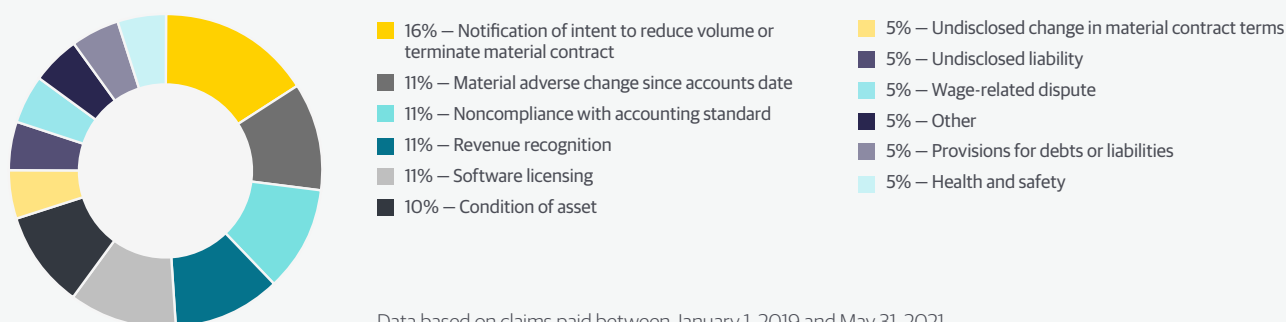 16% — Notification of intent to reduce volume or
terminate material contract
11% — Material adverse change since accounts date
11% — Noncompliance with accounting standard
11% — Revenue recognition
11% — Software licensing
10% — Condition of asset
5% — Undisclosed change in material contract terms
5% — Undisclosed liability
5% — Wage-related dispute
5% — Other
5% — Provisions for debts or liabilities
5% — Health and safety
Data based on claims paid between January 1, 2019 and May 31, 2021